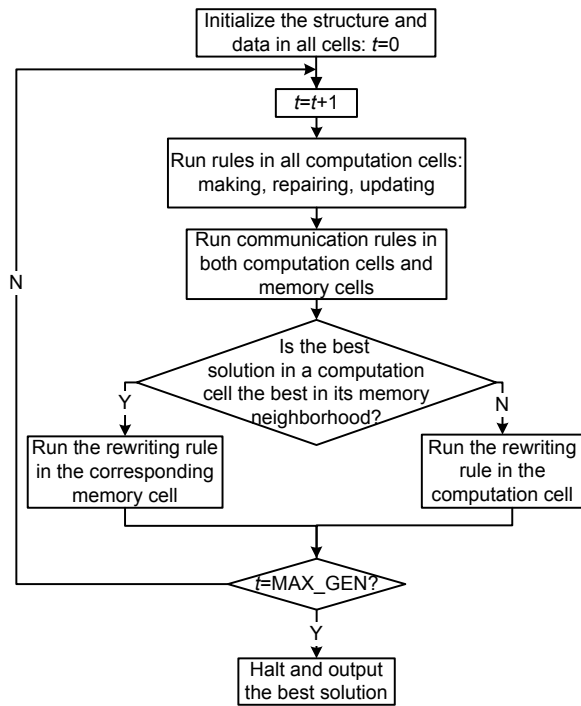 Initialize the structure and
data in all cells: t=0
t=t+1
Run rules in all computation cells:
making, repairing, updating
Run communication rules in
both computation cells and
memory cells
N
Is the best
solution in a computation
cell the best in its memory
neighborhood?
Y
N
Run the rewriting rule
in the corresponding
memory cell
Run the rewriting
rule in the
computation cell
t=MAX_GEN?
Y
Halt and output
the best solution